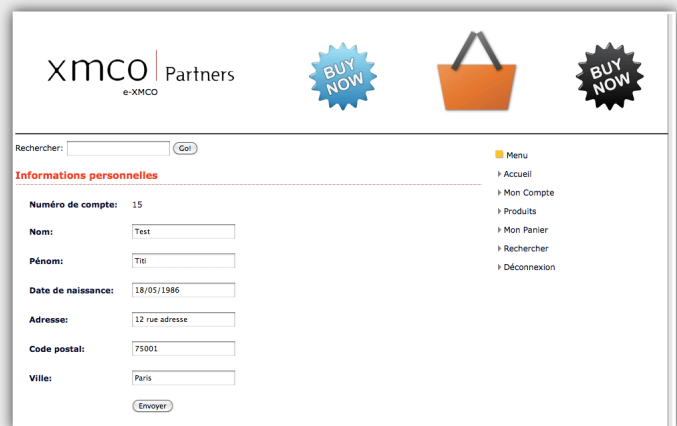 xmco Partners
e-XMCO
BUY NOW
BUY NOW
Rechercher: Go!
Informations personnelles
Numéro de compte: 15
Nom: Test
Pénom: Titi
Date de naissance: 18/05/1986
Adresse: 12 rue adresse
Code postal: 75001
Ville: Paris
Envoyer
Menu
Accueil
Mon Compte
Produits
Mon Panier
Rechercher
Déconnexion